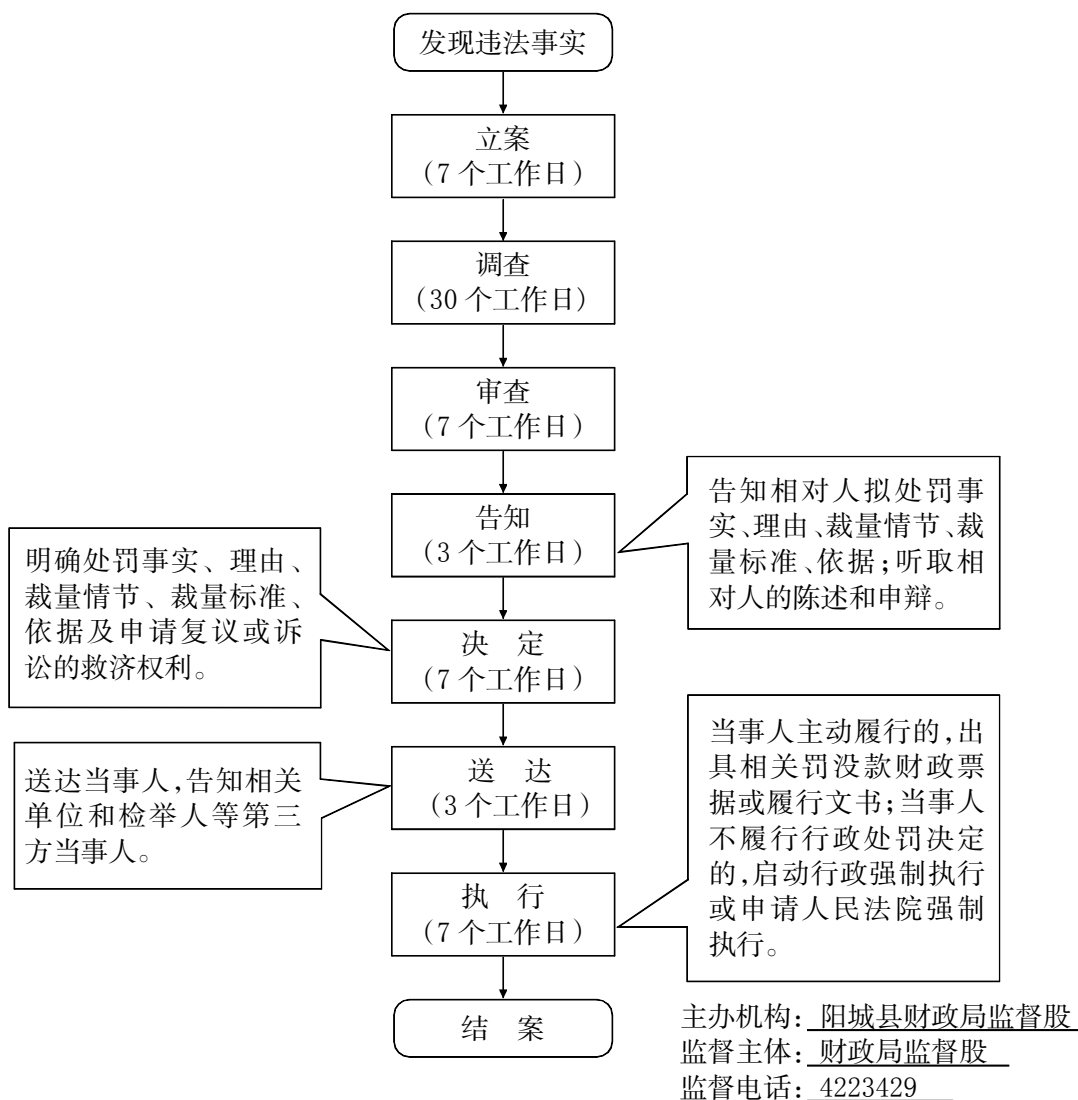 发现违法事实
立案
(7 个工作日)
调查
(30 个工作日)
审查
(7 个工作日)
告知
(3 个工作日)
告知相对人拟处罚事
实、理由、裁量情节、裁
量标准、依据;听取相
对人的陈述和申辩。
明确处罚事实、理由、
裁量情节、裁量标准、
依据及申请复议或诉
讼的救济权利。
决 定
(7 个工作日)
送 达
(3 个工作日)
送达当事人,告知相关
单位和检举人等第三
方当事人。
当事人主动履行的,出
具相关罚没款财政票
据或履行文书;当事人
不履行行政处罚决定
的,启动行政强制执行
或申请人民法院强制
执行。
执 行
(7 个工作日)
结 案
主办机构: 阳城县财政局监督股
监督主体: 财政局监督股
监督电话: 4223429